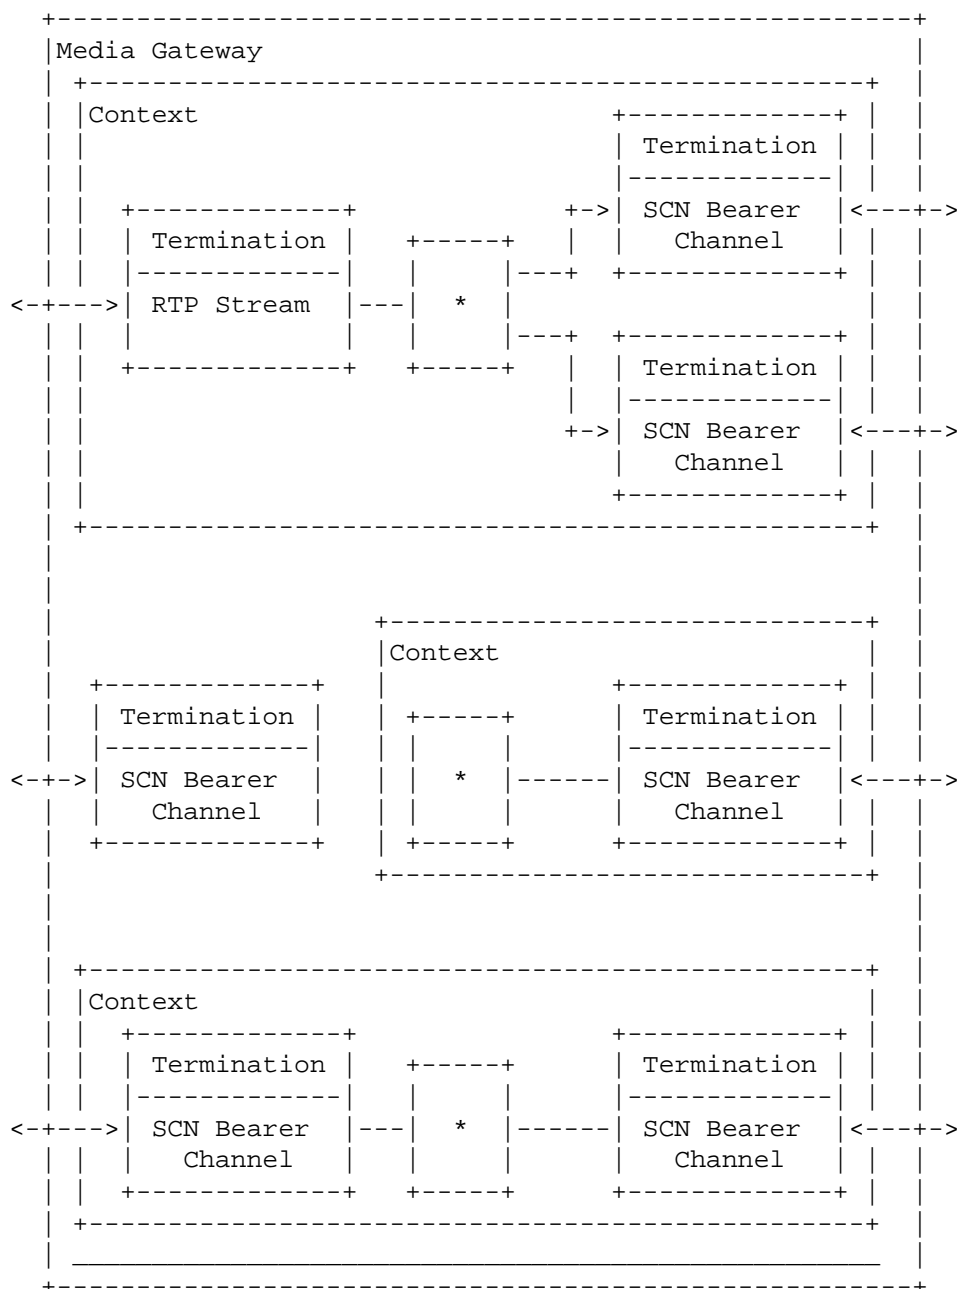 Media Gateway
Context
Termination
SCN Bearer
Channel
Termination
RTP Stream
*
Termination
SCN Bearer
Channel
Context
Termination
SCN Bearer
Channel
*
Termination
SCN Bearer
Channel
Context
Termination
SCN Bearer
Channel
*
Termination
SCN Bearer
Channel